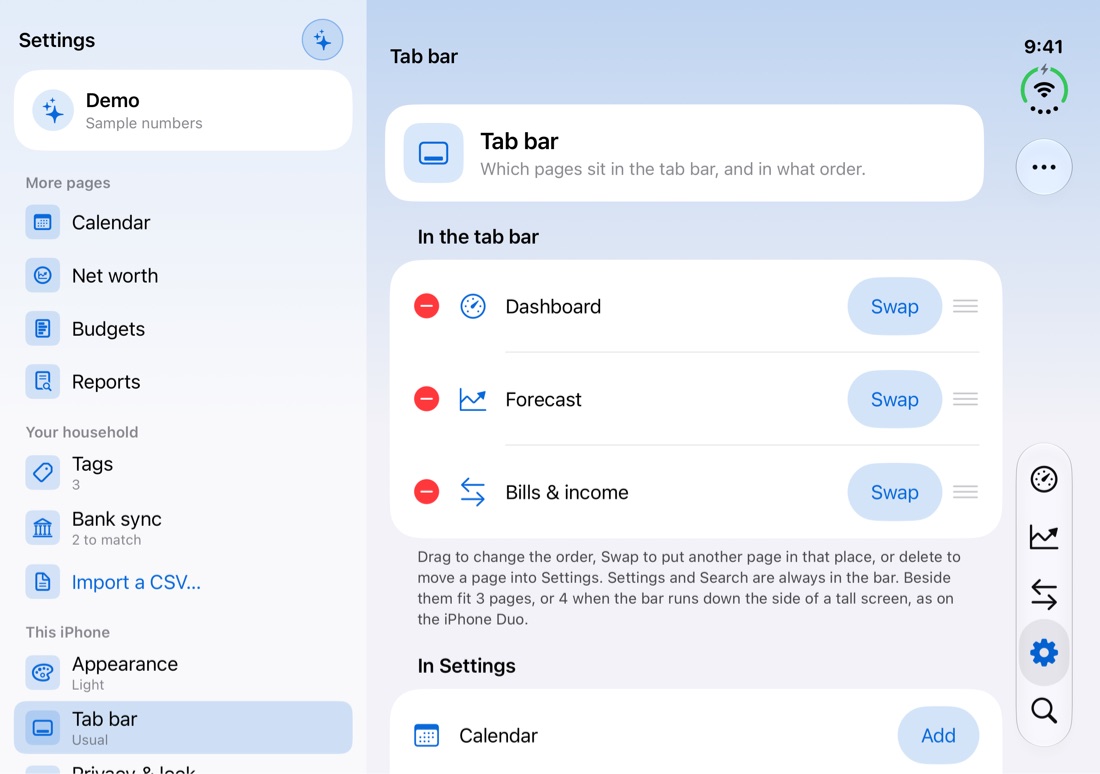 Settings
Demo
Sample numbers
More pages
Calendar
Net worth
Budgets
Reports
Your household
Tags
3
Bank sync
2 to match
Import a CSV...
This iPhone
Appearance
Light
Tab bar
Usual
Privacy & lock
Tab bar
Tab bar
Which pages sit in the tab bar, and in what order.
In the tab bar
Dashboard
Swap
Forecast
Swap
Bills & income
Swap
Drag to change the order, Swap to put another page in that place, or delete to
move a page into Settings. Settings and Search are always in the bar. Beside
them fit 3 pages, or 4 when the bar runs down the side of a tall screen, as on
the iPhone Duo.
In Settings
Calendar
Add
9:41